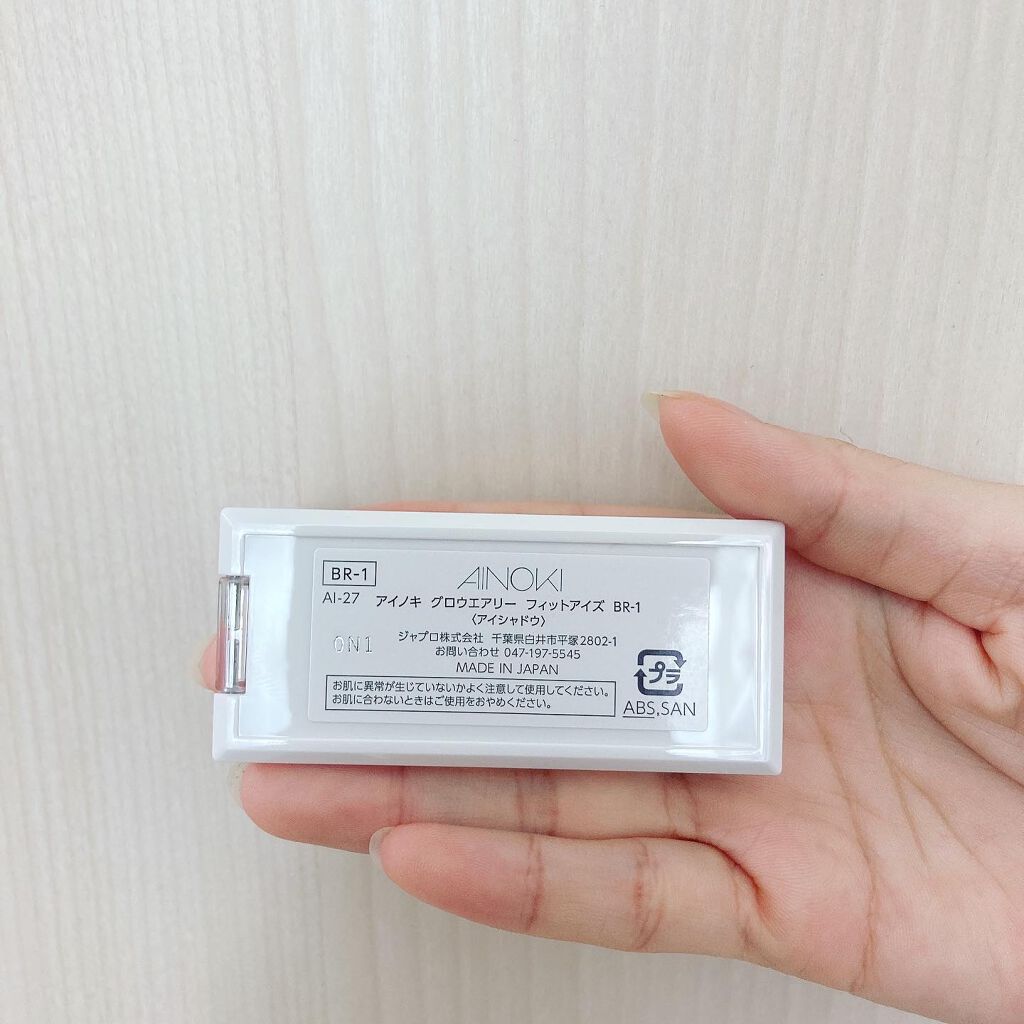 BR-1
AINOKI
AI-27 アイノキ グロウエアリー フィットアイズ BR-1
〈アイシャドウ〉
0N1
ジャプロ株式会社 千葉県白井市平塚2802-1
お問い合わせ 047-197-5545
MADE IN JAPAN
お肌に異常が生じていないかよく注意して使用してください。
お肌に合わないときはご使用をおやめください。
プラ
ABS,SAN